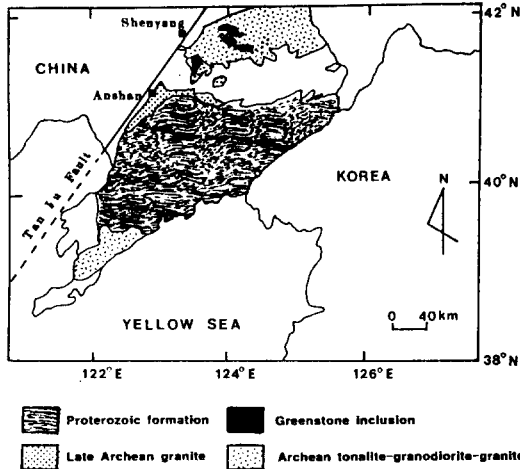 42°N
Shenyang
CHINA
Anshan
Tan Lu Fault
KOREA
N
40°N
0 40km
YELLOW SEA
38°N
122°E 124°E 126°E
Proterozoic formation
Greenstone inclusion
Late Archean granite
Archean tonalite-granodiorite-granite